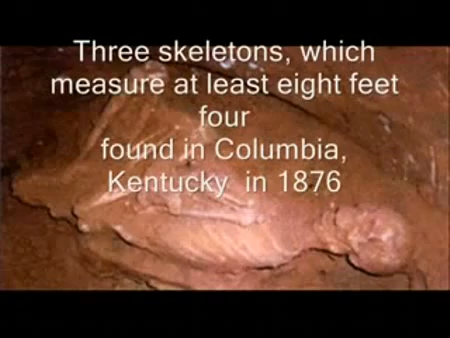 Three skeletons, which
measure at least eight feet
four
found in Columbia,
Kentucky in 1876